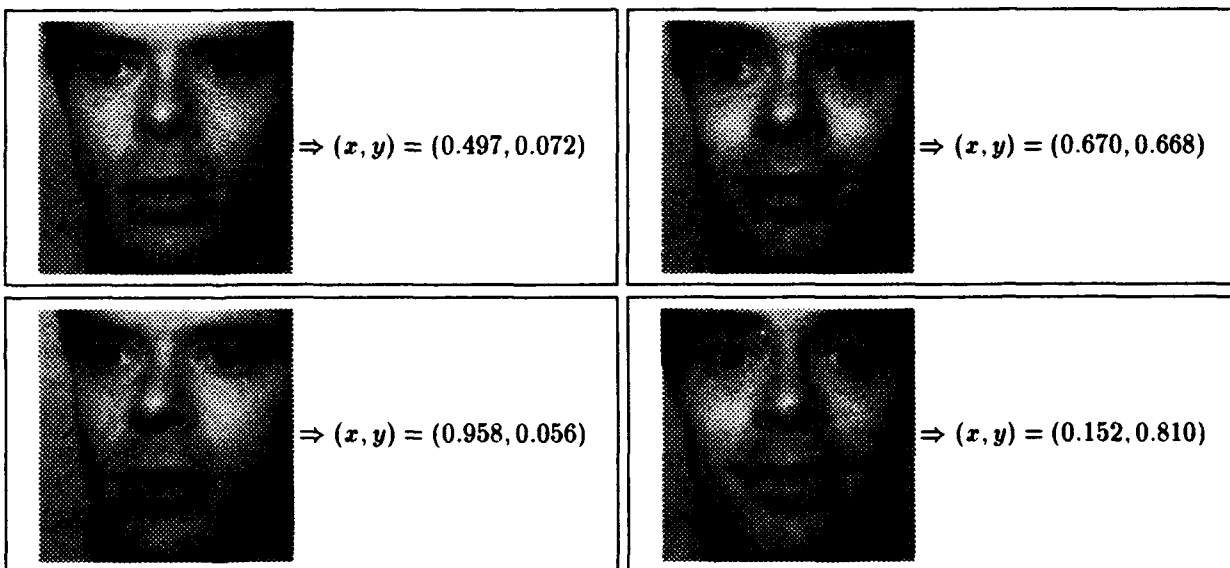 ⇒ (x, y) = (0.497, 0.072)
⇒ (x, y) = (0.670, 0.668)
⇒ (x, y) = (0.958, 0.056)
⇒ (x, y) = (0.152, 0.810)